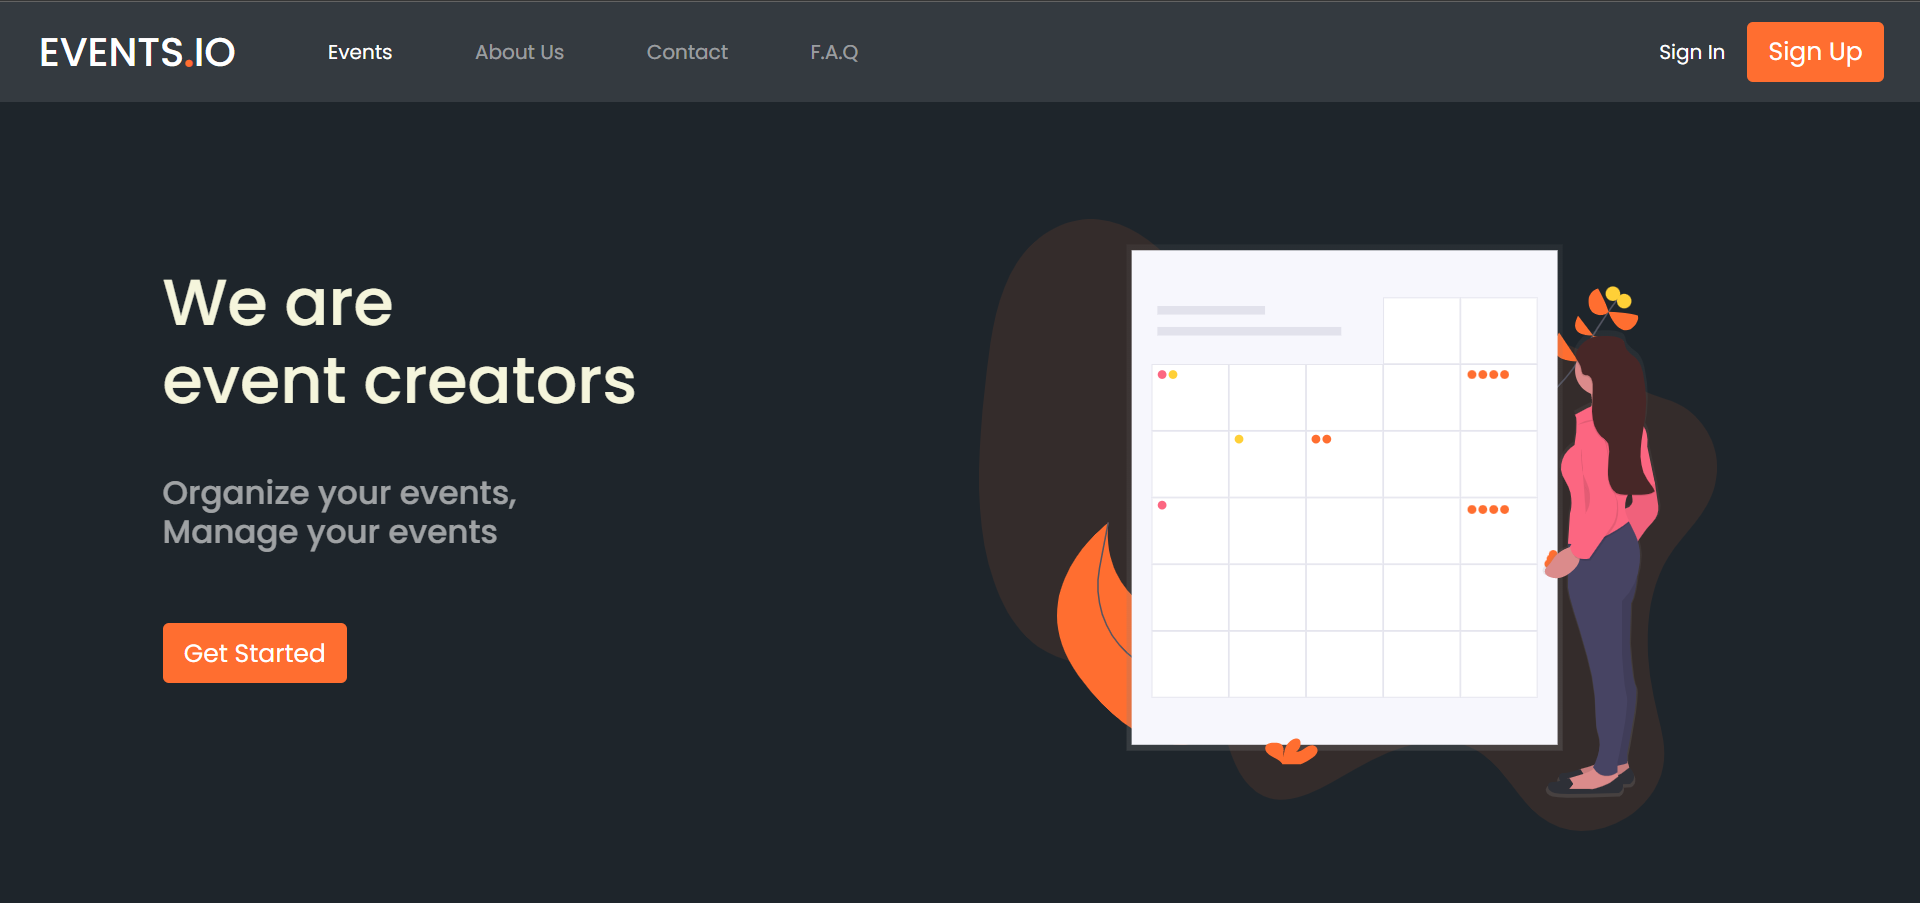 EVENTS.IO
Events
About Us
Contact
F.A.Q
Sign In
Sign Up
We are
event creators
Organize your events,
Manage your events
Get Started